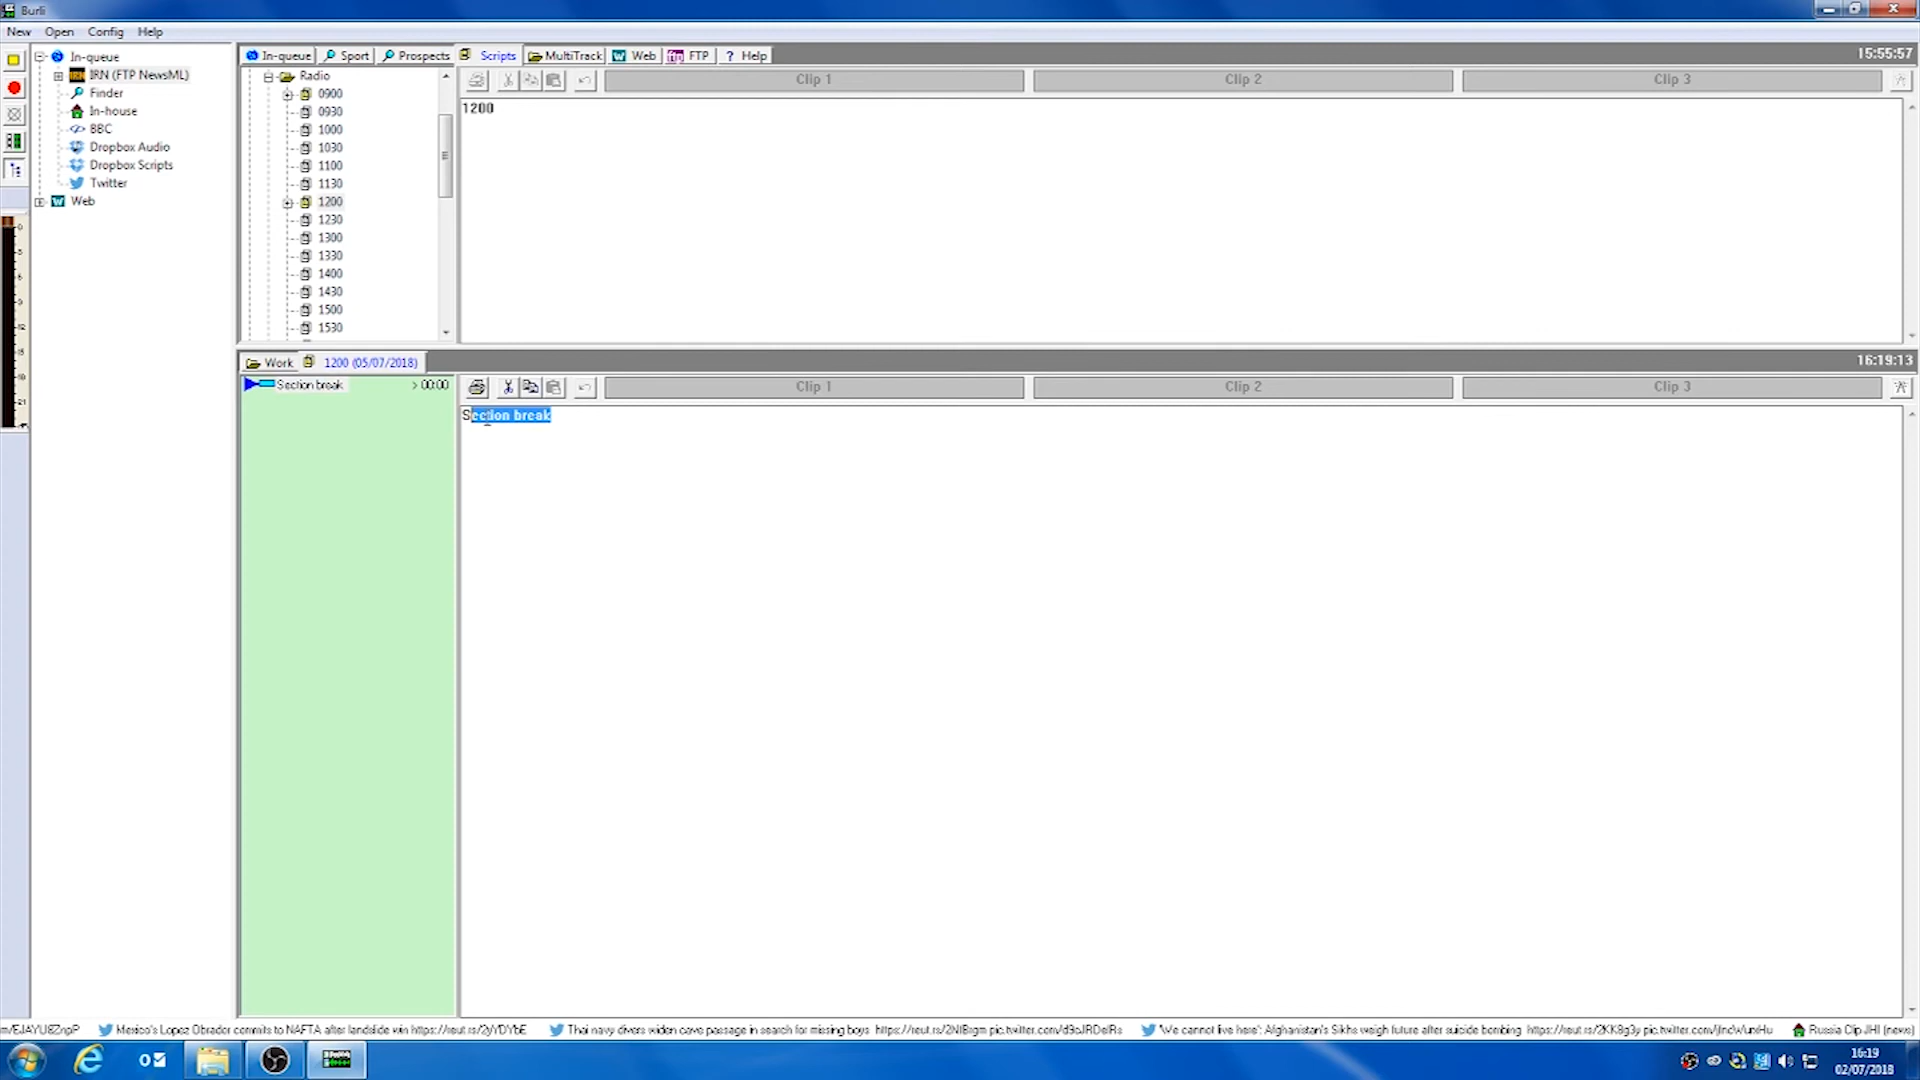 Burli
New Open Config Help
In-queue
IRN (FTP NewsML)
Finder
In-house
BBC
Dropbox Audio
Dropbox Scripts
Twitter
Web
In-queue Sport Prospects Scripts MultiTrack Web FTP ? Help 15:55:57
Radio
0900
0930
1000
1030
1100
1130
1200
1230
1300
1330
1400
1430
1500
1530
Clip 1 Clip 2 Clip 3
1200
Work 1200 (05/07/2018) 16:19:13
Section break > 00:00
Clip 1 Clip 2 Clip 3
Section break
Mexico's Lopez Obrador commits to NAFTA after landslide win
Thai navy divers widen cave passage in search for missing boys
'We cannot live here': Afghanistan's Sikhs weigh future after suicide bombing
Russia Clip JHI (news)
16:19
02/07/2018